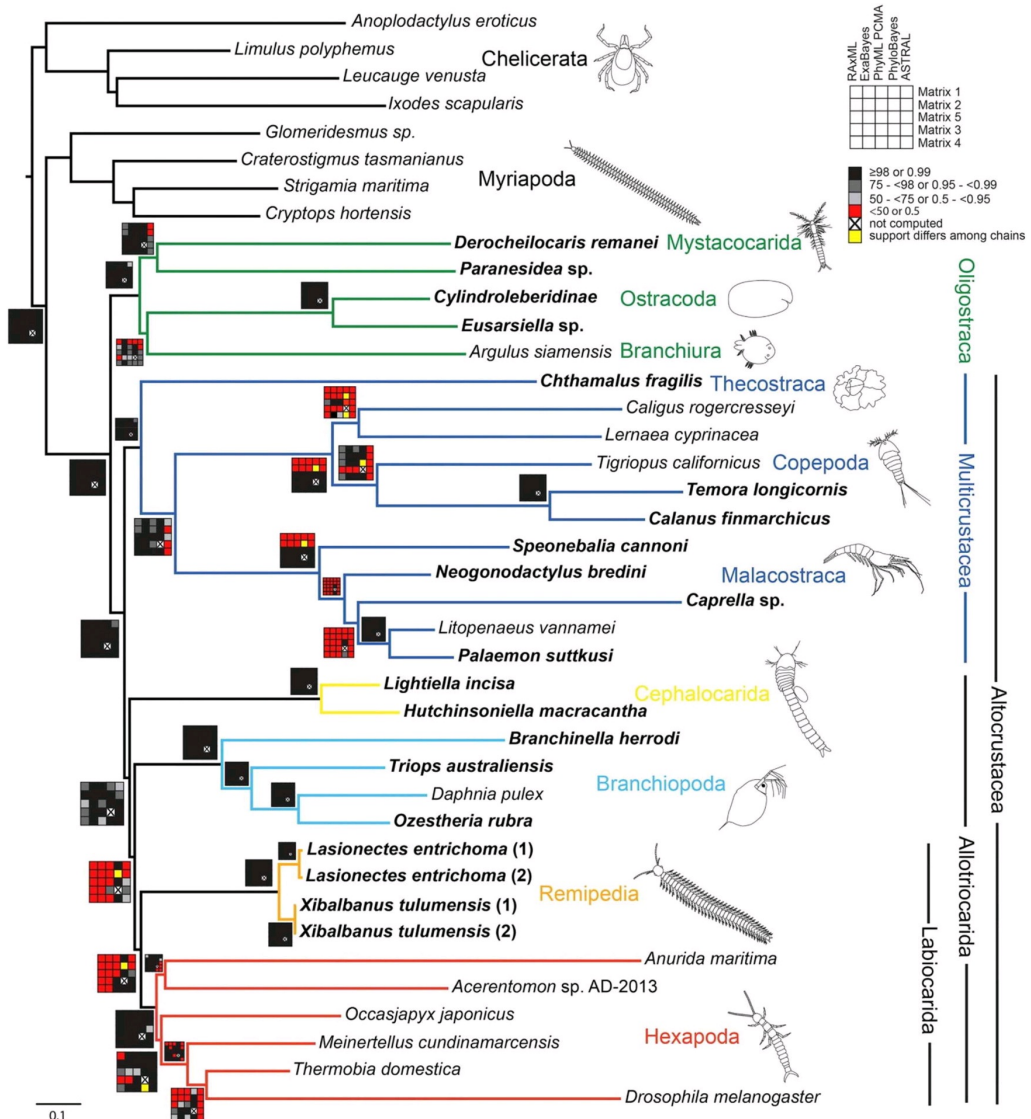 Anoplodactylus eroticus
Limulus polyphemus
Chelicerata
Leucauge venusta
Ixodes scapularis
RAxML
ExaBayes
PhyML PCMA
PhyloBayes
ASTRAL
Matrix 1
Matrix 2
Matrix 5
Matrix 3
Matrix 4
≥98 or 0.99
75 - <98 or 0.95 - <0.99
50 - <75 or 0.5 - <0.95
<50 or 0.5
not computed
support differs among chains
Glomeridesmus sp.
Craterostigmus tasmanianus
Myriapoda
Strigamia maritima
Cryptops hortensis
Derocheilocaris remanei Mystacocarida
Paranesidea sp.
Cylindroleberidinae Ostracoda
Eusarsiella sp.
Argulus siamensis Branchiura
Oligostraca
Chthamalus fragilis Thecostraca
Caligus rogercresseyi
Lernaea cyprinacea
Tigriopus californicus Copepoda
Temora longicornis
Calanus finmarchicus
Multicrustacea
Speonebalia cannoni
Neogonodactylus bredini Malacostraca
Caprella sp.
Litopenaeus vannamei
Palaemon suttkusi
Lightiella incisa
Cephalocarida
Hutchinsoniella macracantha
Altocrustacea
Branchinella herrodi
Triops australiensis
Branchiopoda
Daphnia pulex
Ozestheria rubra
Lasionectes entrichoma (1)
Lasionectes entrichoma (2)
Remipedia
Xibalbanus tulumensis (1)
Xibalbanus tulumensis (2)
Allotriocarida
Labiocarida
Anurida maritima
Acerentomon sp. AD-2013
Occasjapyx japonicus
Hexapoda
Meinertellus cundinamarcensis
Thermobia domestica
Drosophila melanogaster
0.1